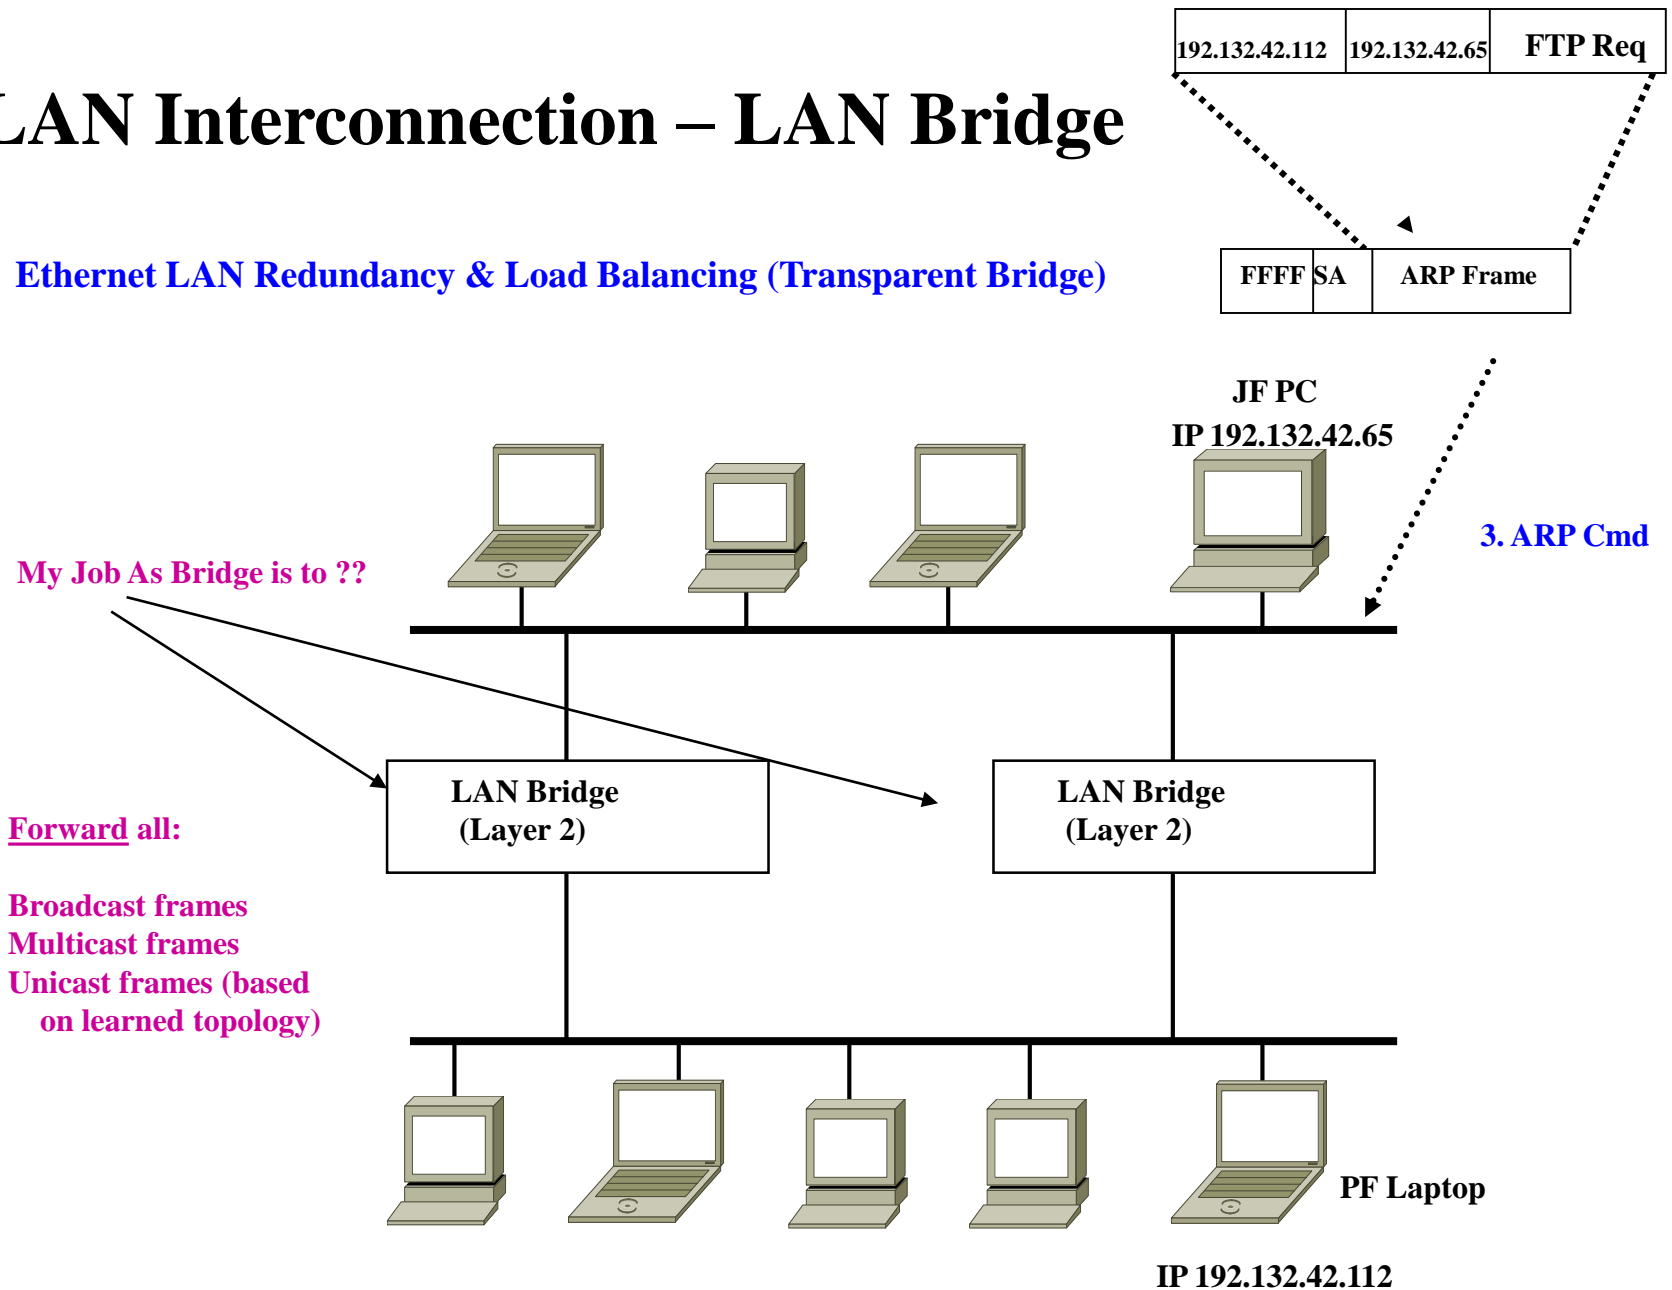 192.132.42.112 192.132.42.65 FTP Req
LAN Interconnection – LAN Bridge
Ethernet LAN Redundancy & Load Balancing (Transparent Bridge)
FFFF SA ARP Frame
JF PC
IP 192.132.42.65
3. ARP Cmd
My Job As Bridge is to ??
LAN Bridge
(Layer 2)
LAN Bridge
(Layer 2)
Forward all:
Broadcast frames
Multicast frames
Unicast frames (based
on learned topology)
PF Laptop
IP 192.132.42.112